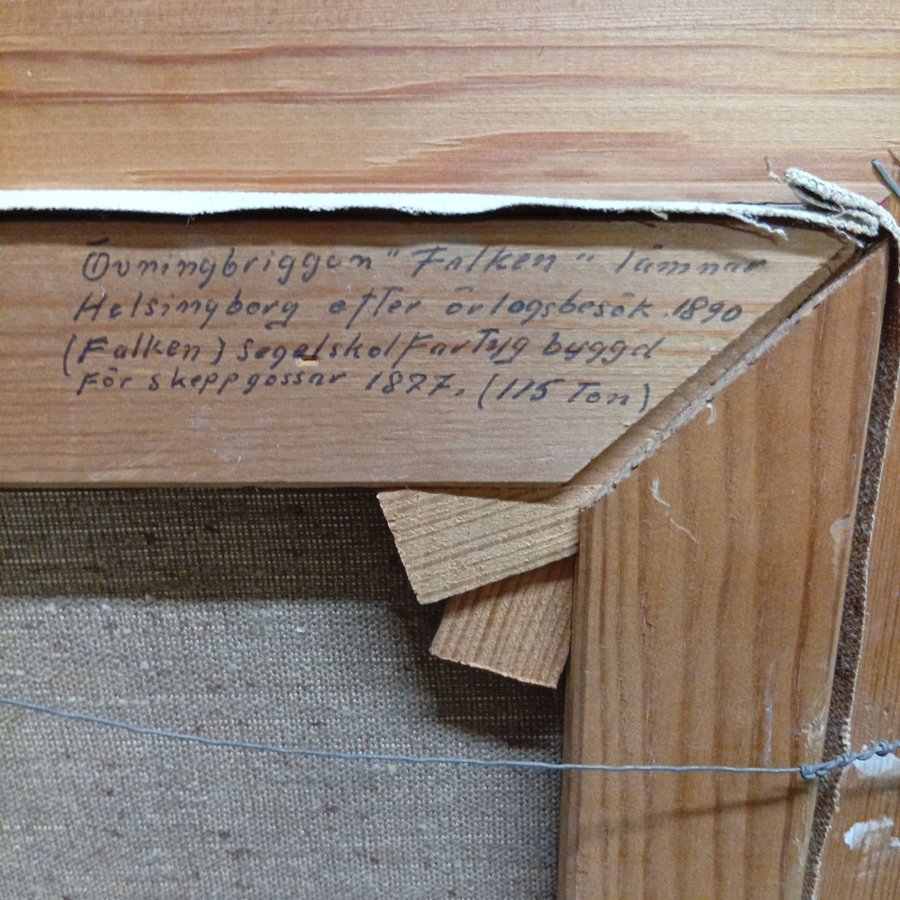 Övningbriggen "Falken" lämnar
Helsingborg efter örlogsbesök. 1890
(Falken) segelskolfartyg byggd
för skeppgossar 1877. (115 Ton)